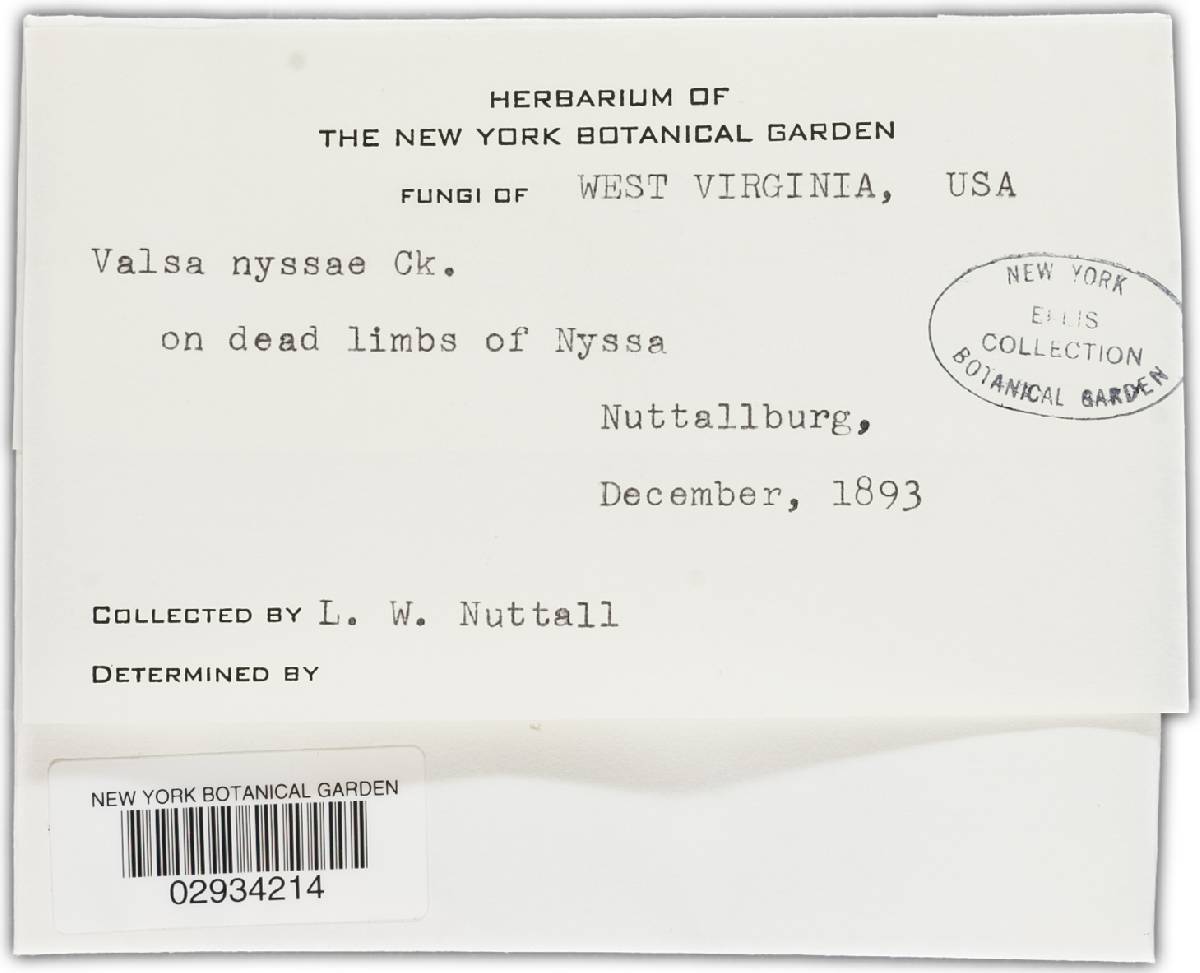 HERBARIUM OF
THE NEW YORK BOTANICAL GARDEN
FUNGI OF WEST VIRGINIA, USA
Valsa nyssae Ck.
on dead limbs of Nyssa
NEW YORK
ELLIS
COLLECTION
BOTANICAL GARDEN
Nuttallburg,
December, 1893
COLLECTED BY L. W. Nuttall
DETERMINED BY
NEW YORK BOTANICAL GARDEN
02934214